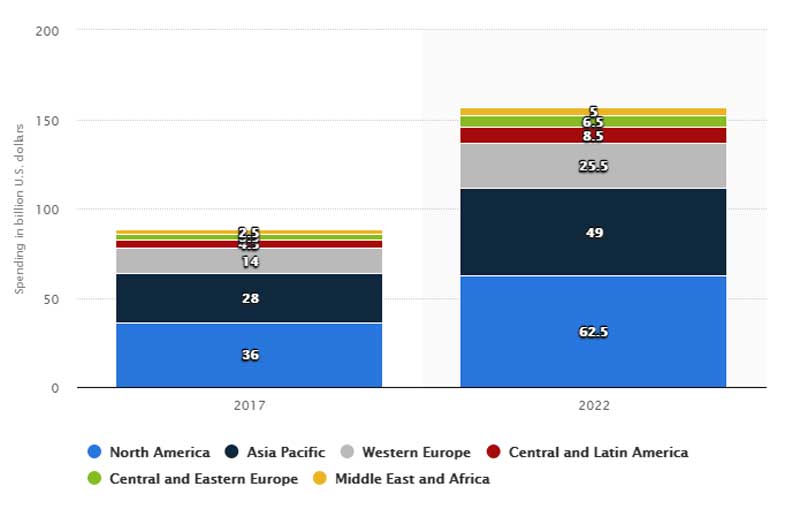 200
150
100
50
0
Spending in billion U.S. dollars
2.5
4.5
14
28
36
5
6.5
8.5
25.5
49
62.5
2017
2022
North America
Asia Pacific
Western Europe
Central and Latin America
Central and Eastern Europe
Middle East and Africa